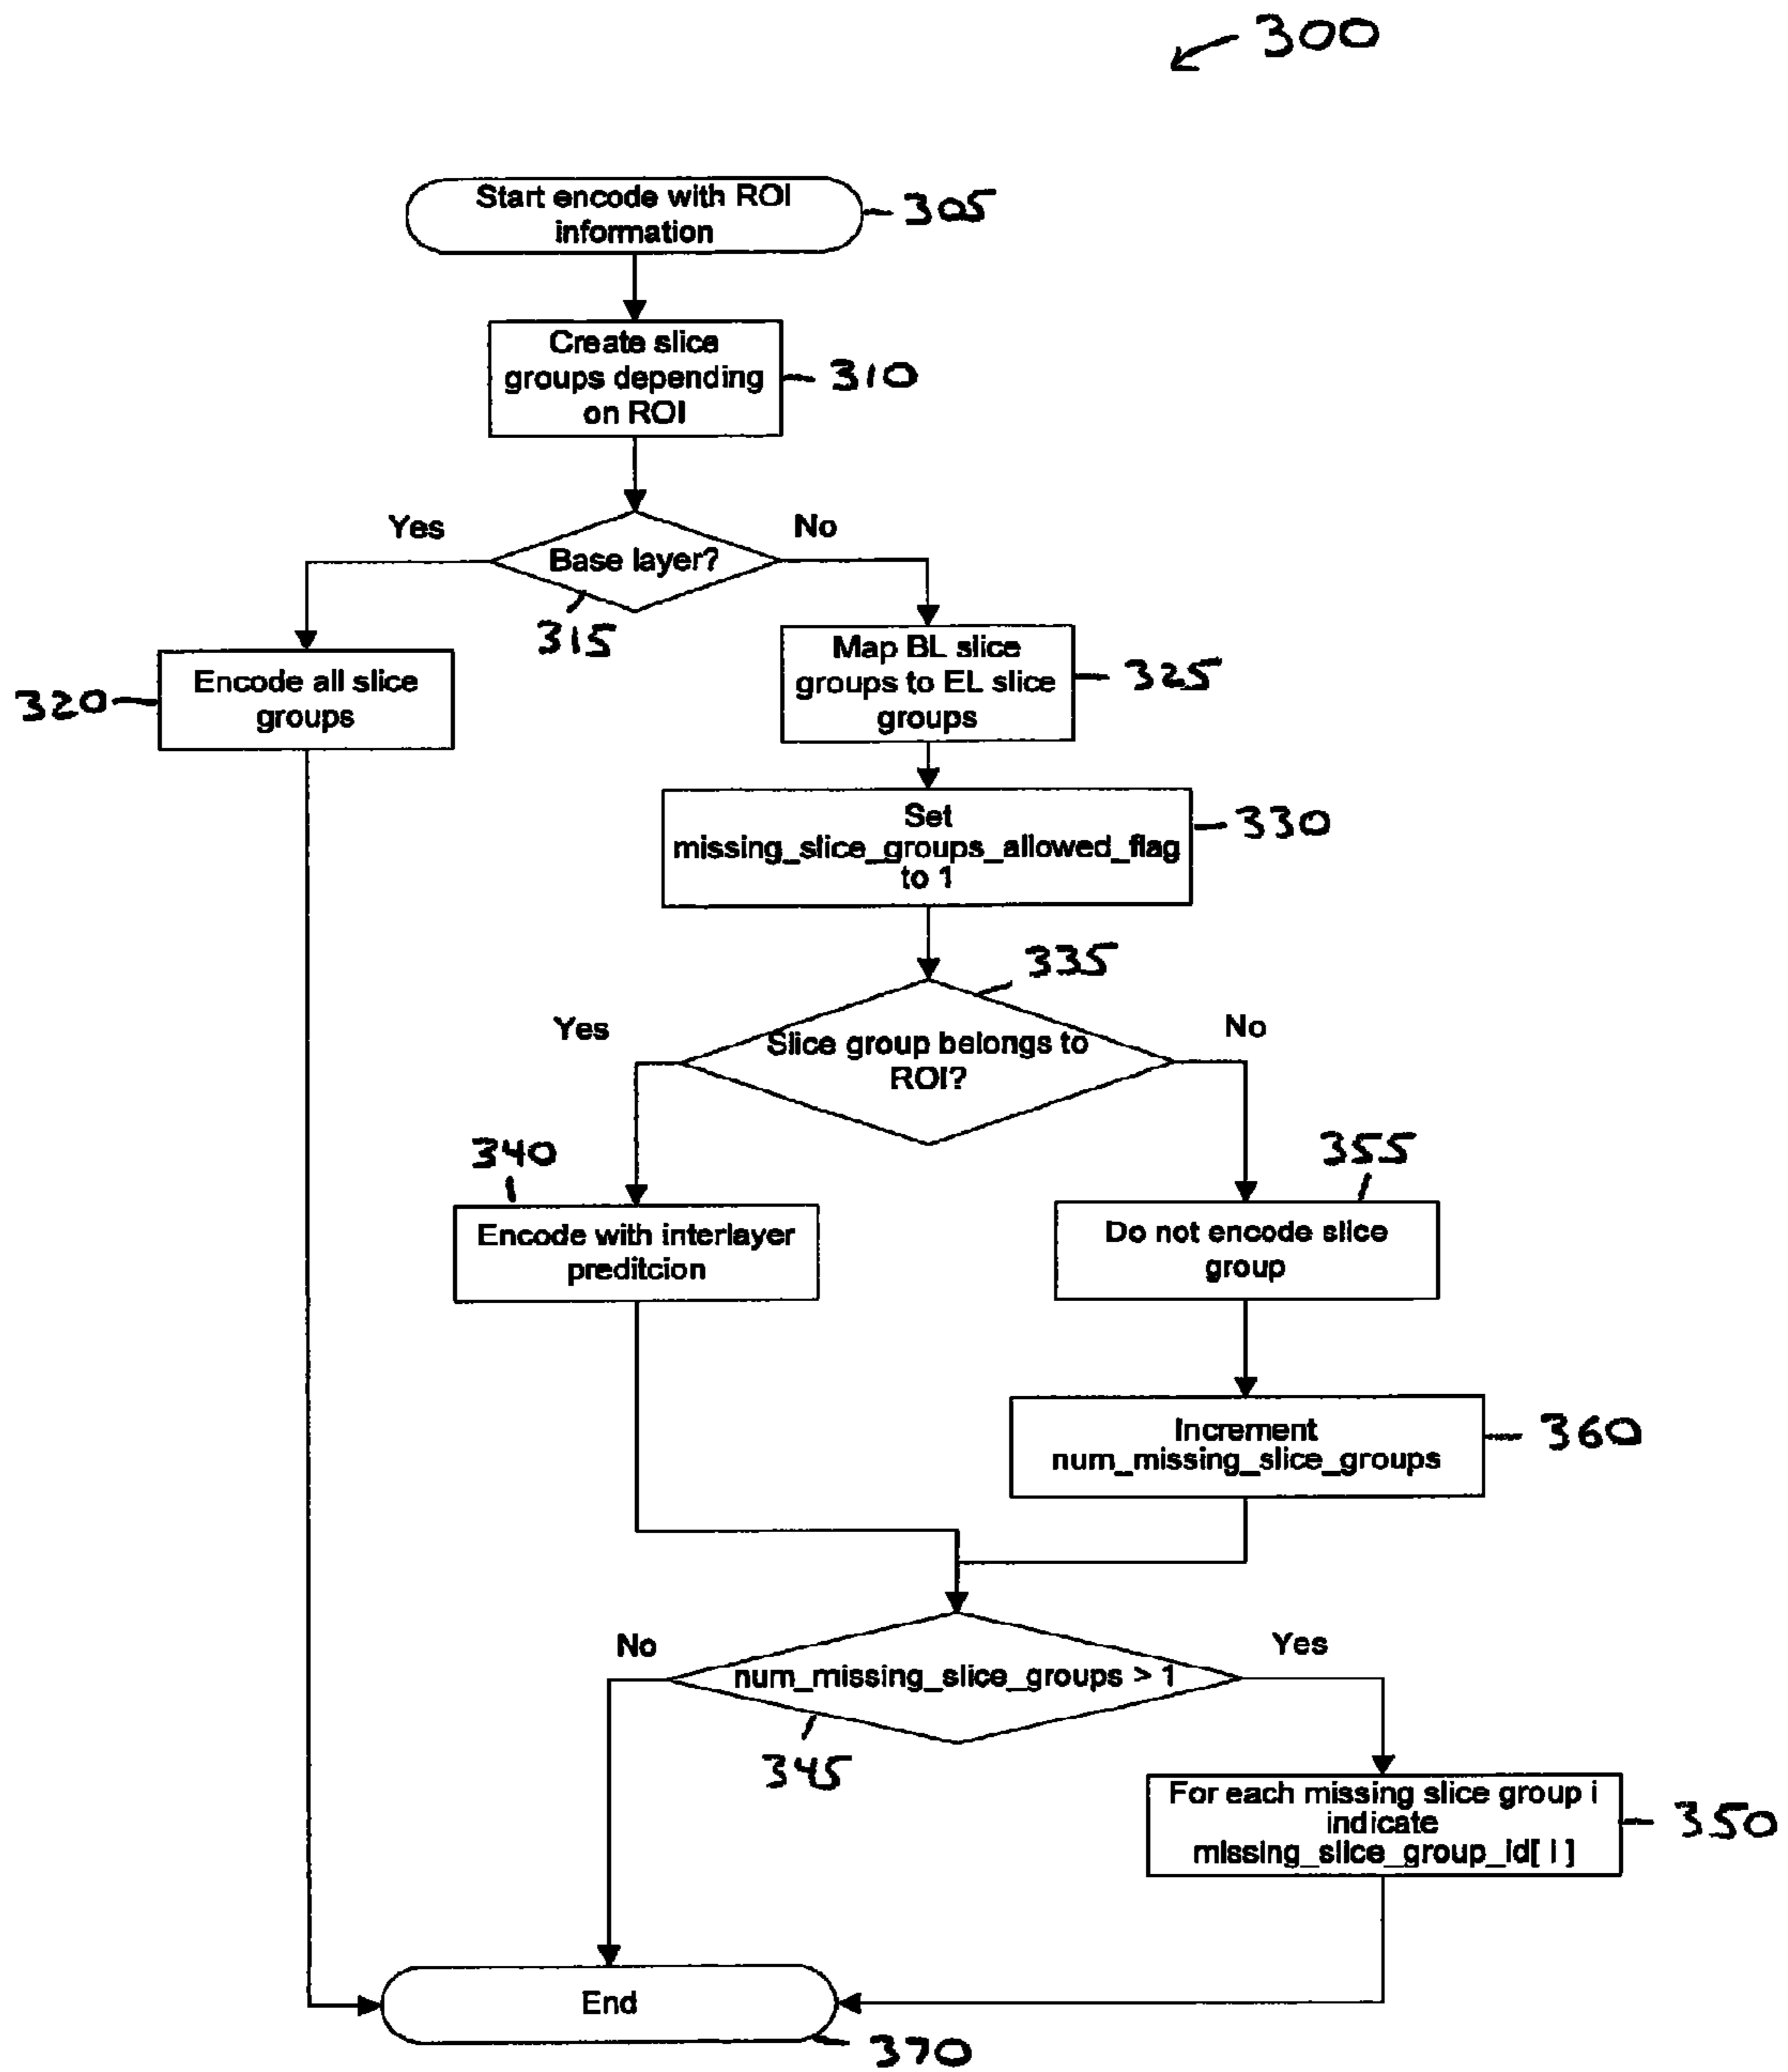 300
Start encode with ROI
information
305
Create slice
groups depending
on ROI
310
Yes
No
Base layer?
315
Encode all slice
groups
320
Map BL slice
groups to EL slice
groups
325
Set
missing_slice_groups_allowed_flag
to 1
330
335
Yes
No
Slice group belongs to
ROI?
340
355
Encode with interlayer
preditcion
Do not encode slice
group
Increment
num_missing_slice_groups
360
No
Yes
num_missing_slice_groups > 1
345
For each missing slice group i
indicate
missing_slice_group_id[ i ]
350
End
370